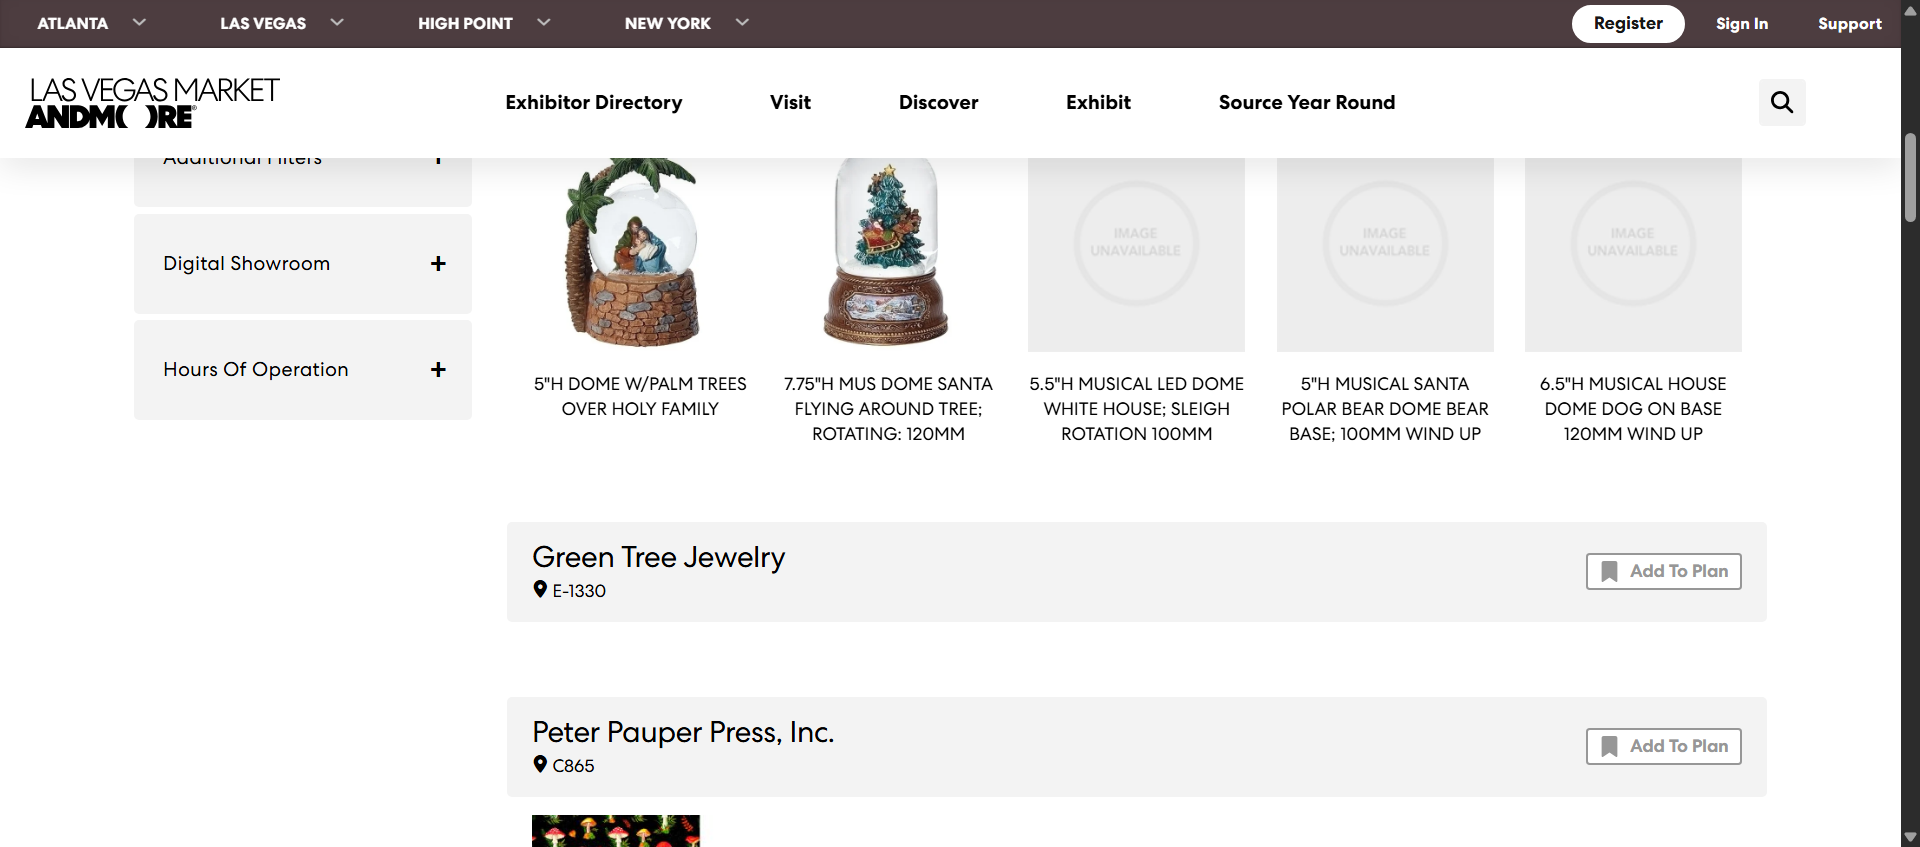 ATLANTA
LAS VEGAS
HIGH POINT
NEW YORK
Register
Sign In
Support
LAS VEGAS MARKET
ANDMORE®
Exhibitor Directory
Visit
Discover
Exhibit
Source Year Round
Additional Filters
Digital Showroom
Hours Of Operation
IMAGE
UNAVAILABLE
IMAGE
UNAVAILABLE
IMAGE
UNAVAILABLE
5"H DOME W/PALM TREES
OVER HOLY FAMILY
7.75"H MUS DOME SANTA
FLYING AROUND TREE;
ROTATING: 120MM
5.5"H MUSICAL LED DOME
WHITE HOUSE; SLEIGH
ROTATION 100MM
5"H MUSICAL SANTA
POLAR BEAR DOME BEAR
BASE; 100MM WIND UP
6.5"H MUSICAL HOUSE
DOME DOG ON BASE
120MM WIND UP
Green Tree Jewelry
E-1330
Add To Plan
Peter Pauper Press, Inc.
C865
Add To Plan